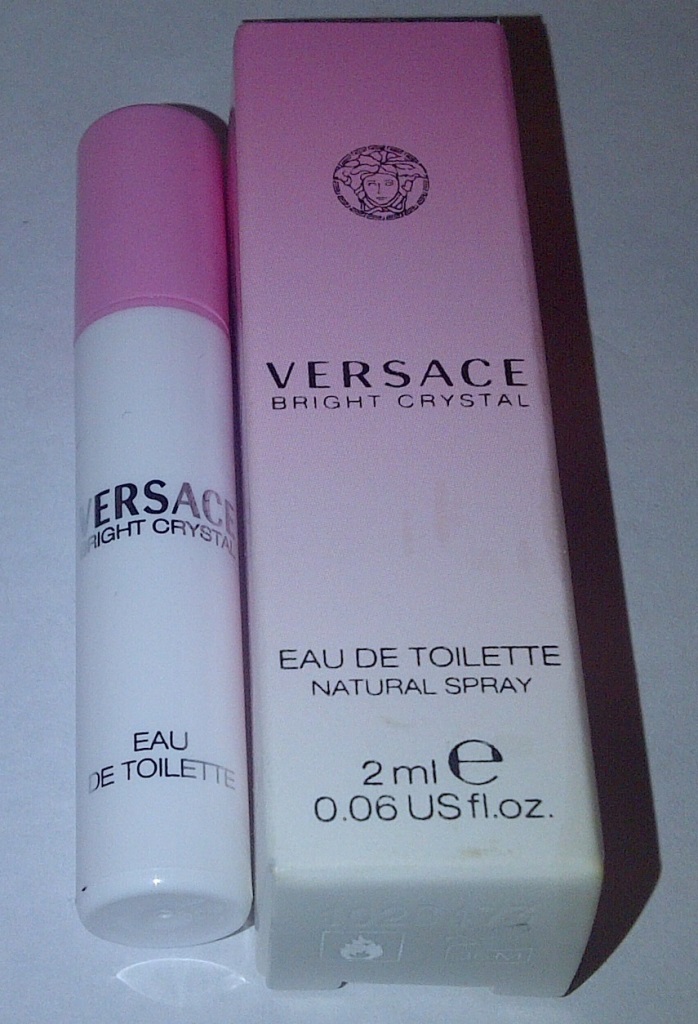 VERSACE
BRIGHT CRYSTAL
EAU
DE TOILETTE
VERSACE
BRIGHT CRYSTAL
EAU DE TOILETTE
NATURAL SPRAY
2 ml e
0.06 US fl.oz.